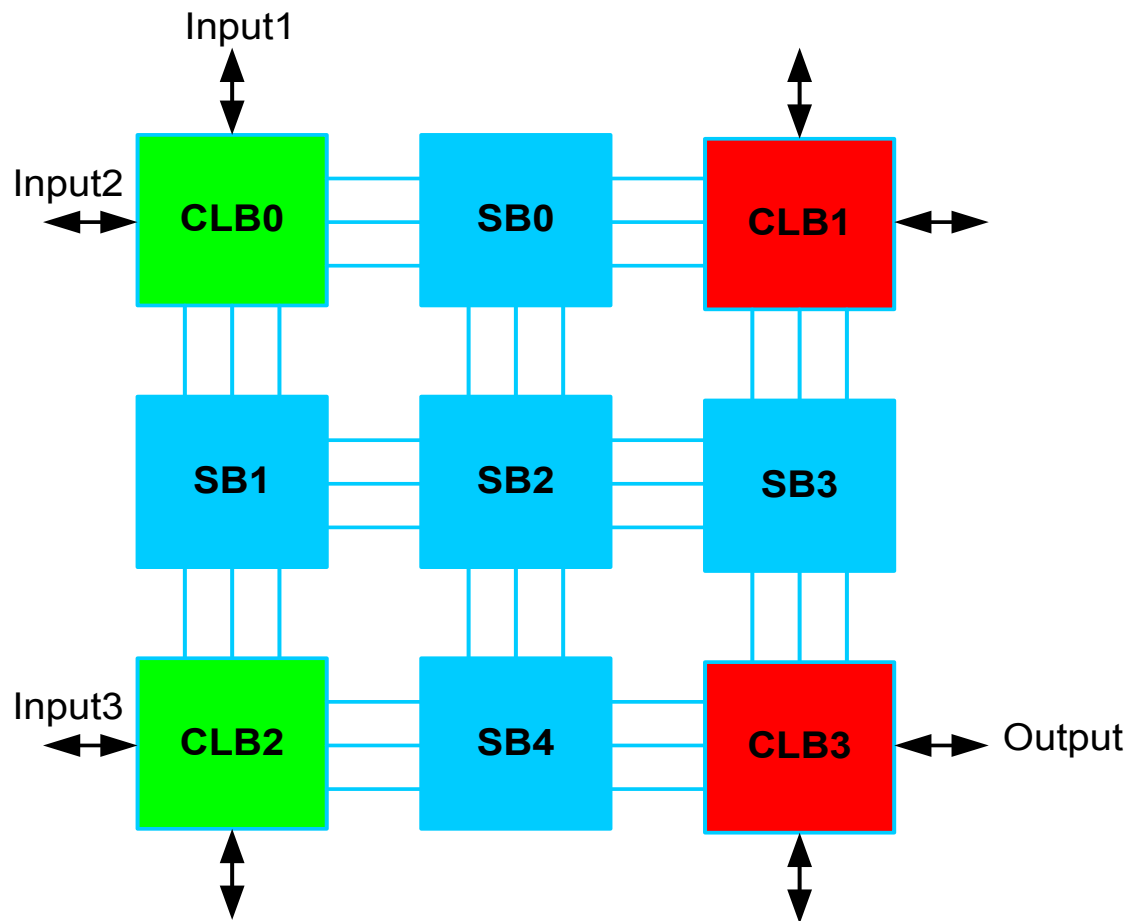 Input1
Input2
CLB0
SB0
CLB1
SB1
SB2
SB3
Input3
CLB2
SB4
CLB3
Output